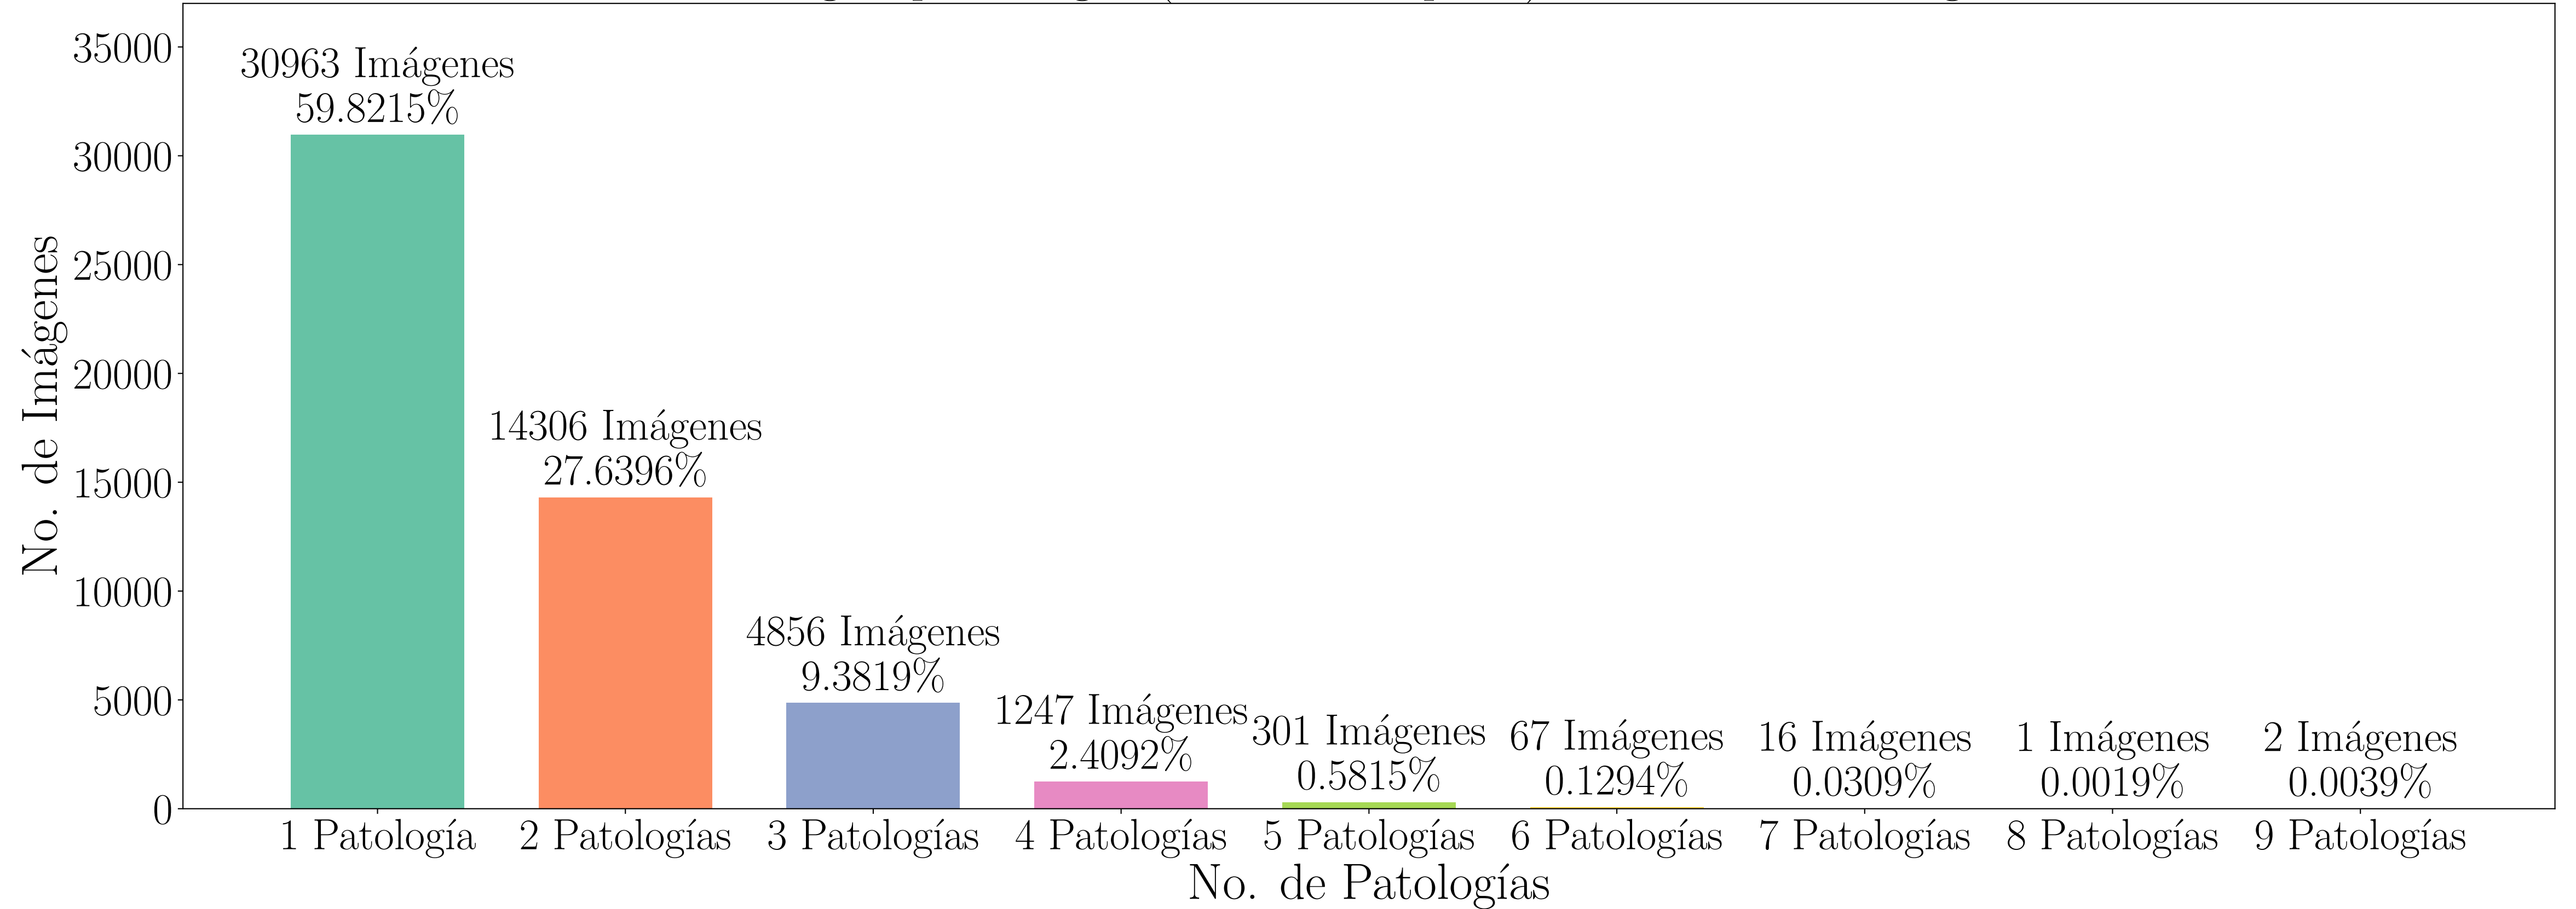 35000
30000
25000
20000
15000
10000
5000
0
No. de Imágenes
30963 Imágenes
59.8215%
14306 Imágenes
27.6396%
4856 Imágenes
9.3819%
1247 Imágenes
2.4092%
301 Imágenes
0.5815%
67 Imágenes
0.1294%
16 Imágenes
0.0309%
1 Imágenes
0.0019%
2 Imágenes
0.0039%
1 Patología
2 Patologías
3 Patologías
4 Patologías
5 Patologías
6 Patologías
7 Patologías
8 Patologías
9 Patologías
No. de Patologías